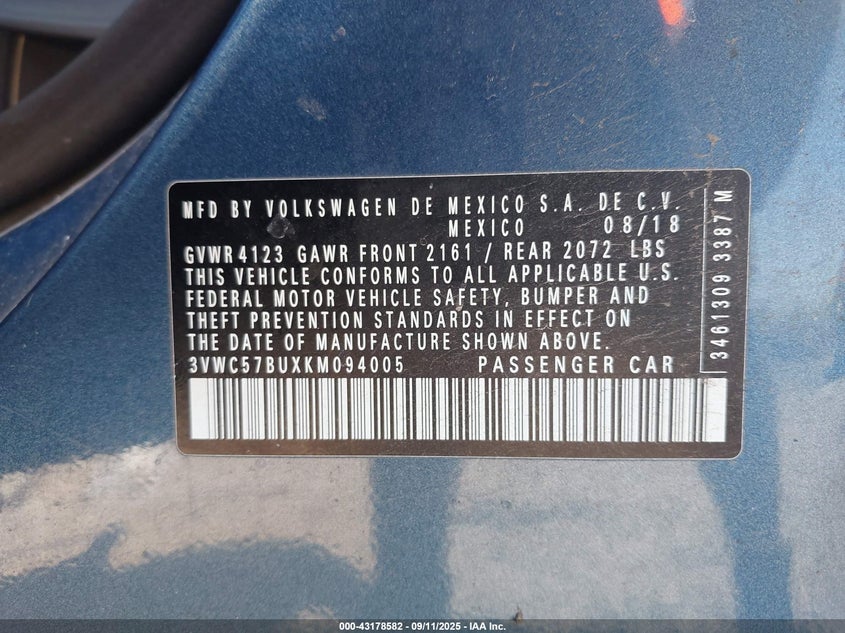 MFD BY VOLKSWAGEN DE MEXICO S.A. DE C.V.
MEXICO 08/18
GVWR 4123 GAWR FRONT 2161 / REAR 2072 LBS
THIS VEHICLE CONFORMS TO ALL APPLICABLE U.S.
FEDERAL MOTOR VEHICLE SAFETY, BUMPER AND
THEFT PREVENTION STANDARDS IN EFFECT ON
THE DATE OF MANUFACTURE SHOWN ABOVE.
3VWC57BUXKM094005 PASSENGER CAR
3461309 3387 M
000-43178582 - 09/11/2025 - IAA Inc.